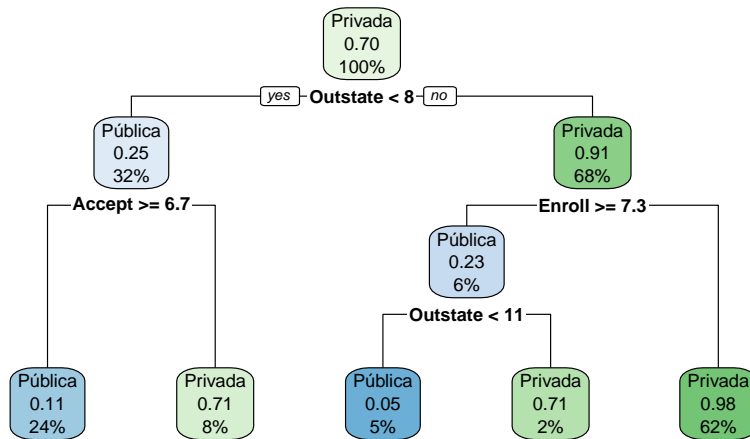 Privada
0.70
100%
yes Outstate < 8 no
Pública
0.25
32%
Privada
0.91
68%
Accept >= 6.7
Enroll >= 7.3
Pública
0.23
6%
Outstate < 11
Pública
0.11
24%
Privada
0.71
8%
Pública
0.05
5%
Privada
0.71
2%
Privada
0.98
62%